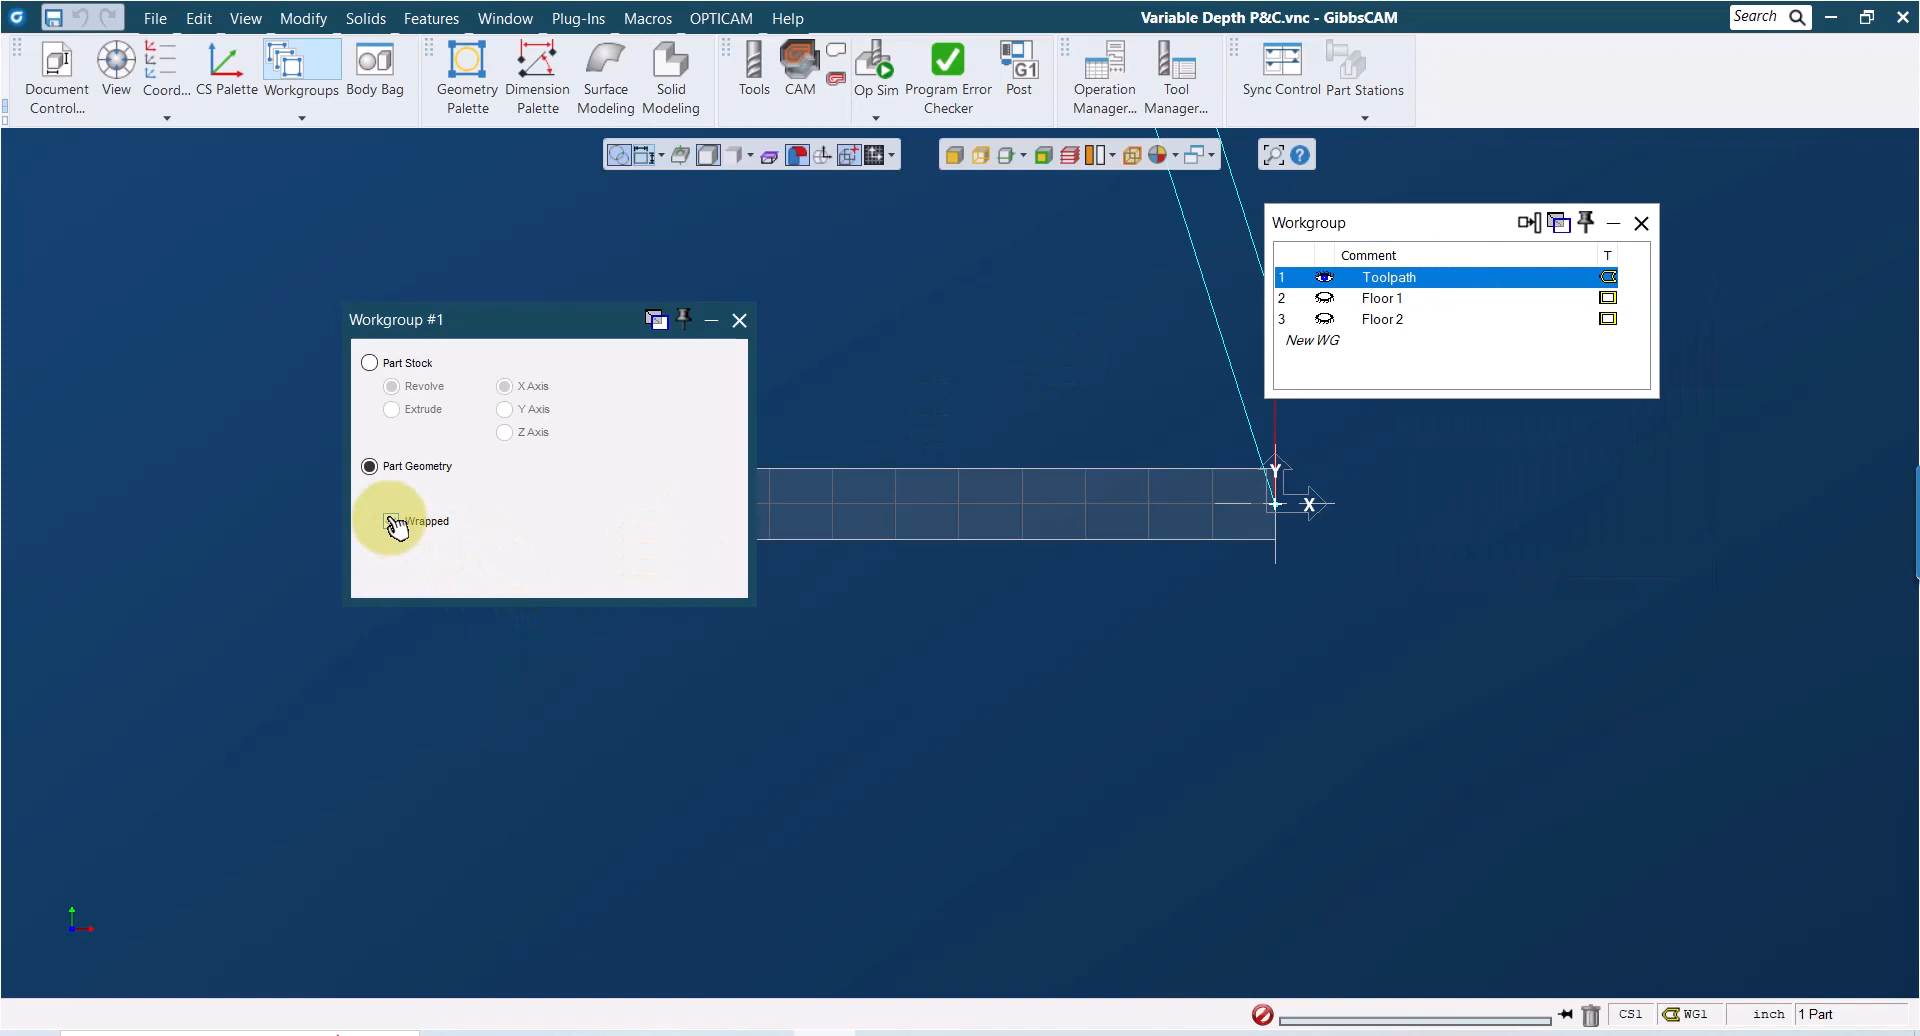 File Edit View Modify Solids Features Window Plug-Ins Macros OPTICAM Help
Variable Depth P&C.vnc - GibbsCAM
Search
Document Control...
View
Coord...
CS Palette
Workgroups
Body Bag
Geometry Palette
Dimension Palette
Surface Modeling
Solid Modeling
Tools
CAM
Op Sim
Program Error Checker
G1
Post
Operation Manager...
Tool Manager...
Sync Control
Part Stations
Workgroup
Comment T
1 Toolpath
2 Floor 1
3 Floor 2
New WG
Workgroup #1
Part Stock
Revolve X Axis
Extrude Y Axis
Z Axis
Part Geometry
Wrapped
Y
X
CS1 WG1 inch 1 Part